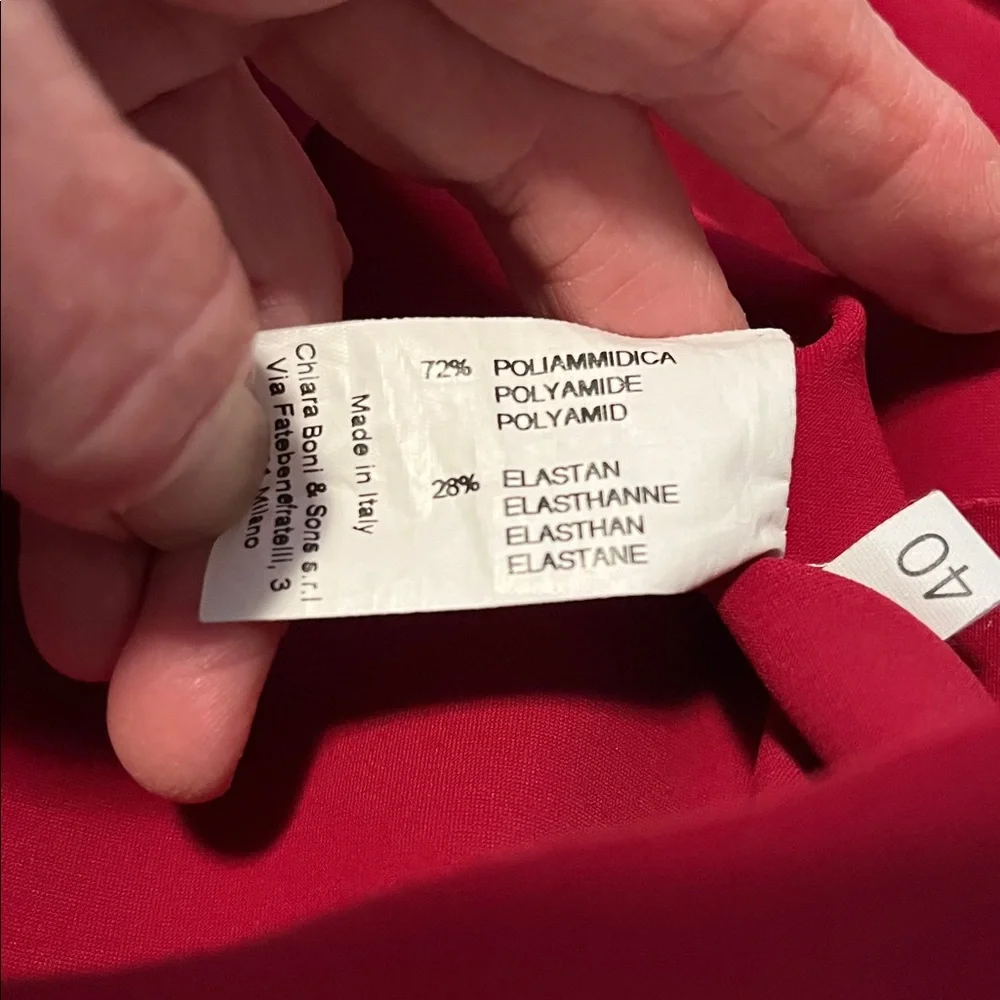 72% POLIAMMIDICA
POLYAMIDE
POLYAMID
28% ELASTAN
ELASTHANNE
ELASTHAN
ELASTANE
Made in Italy
Chiara Boni & Sons s.r.l
Via Fatebenefratelli, 3
Milano
40